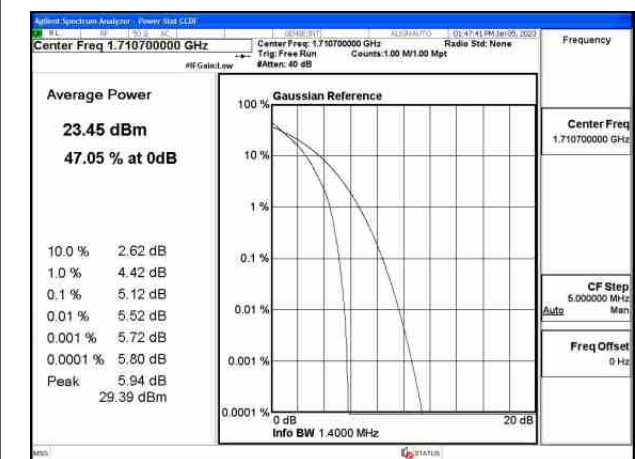 Agilent Spectrum Analyzer - Power Stat CCDF
RL RF 50 Ω AC SENSE:INT ALIGN AUTO 01:47:41 PM Jan 05, 2023
Center Freq 1.710700000 GHz
Center Freq: 1.710700000 GHz Radio Std: None
Trig: Free Run Counts:1.00 M/1.00 Mpt
#IFGain:Low #Atten: 40 dB
Frequency
Average Power
23.45 dBm
47.05 % at 0dB
10.0 % 2.62 dB
1.0 % 4.42 dB
0.1 % 5.12 dB
0.01 % 5.52 dB
0.001 % 5.72 dB
0.0001 % 5.80 dB
Peak 5.94 dB
29.39 dBm
Gaussian Reference
100 %
10 %
1 %
0.1 %
0.01 %
0.001 %
0.0001 %
0 dB 20 dB
Info BW 1.4000 MHz
Center Freq
1.710700000 GHz
CF Step
5.000000 MHz
Auto Man
Freq Offset
0 Hz
MSG STATUS